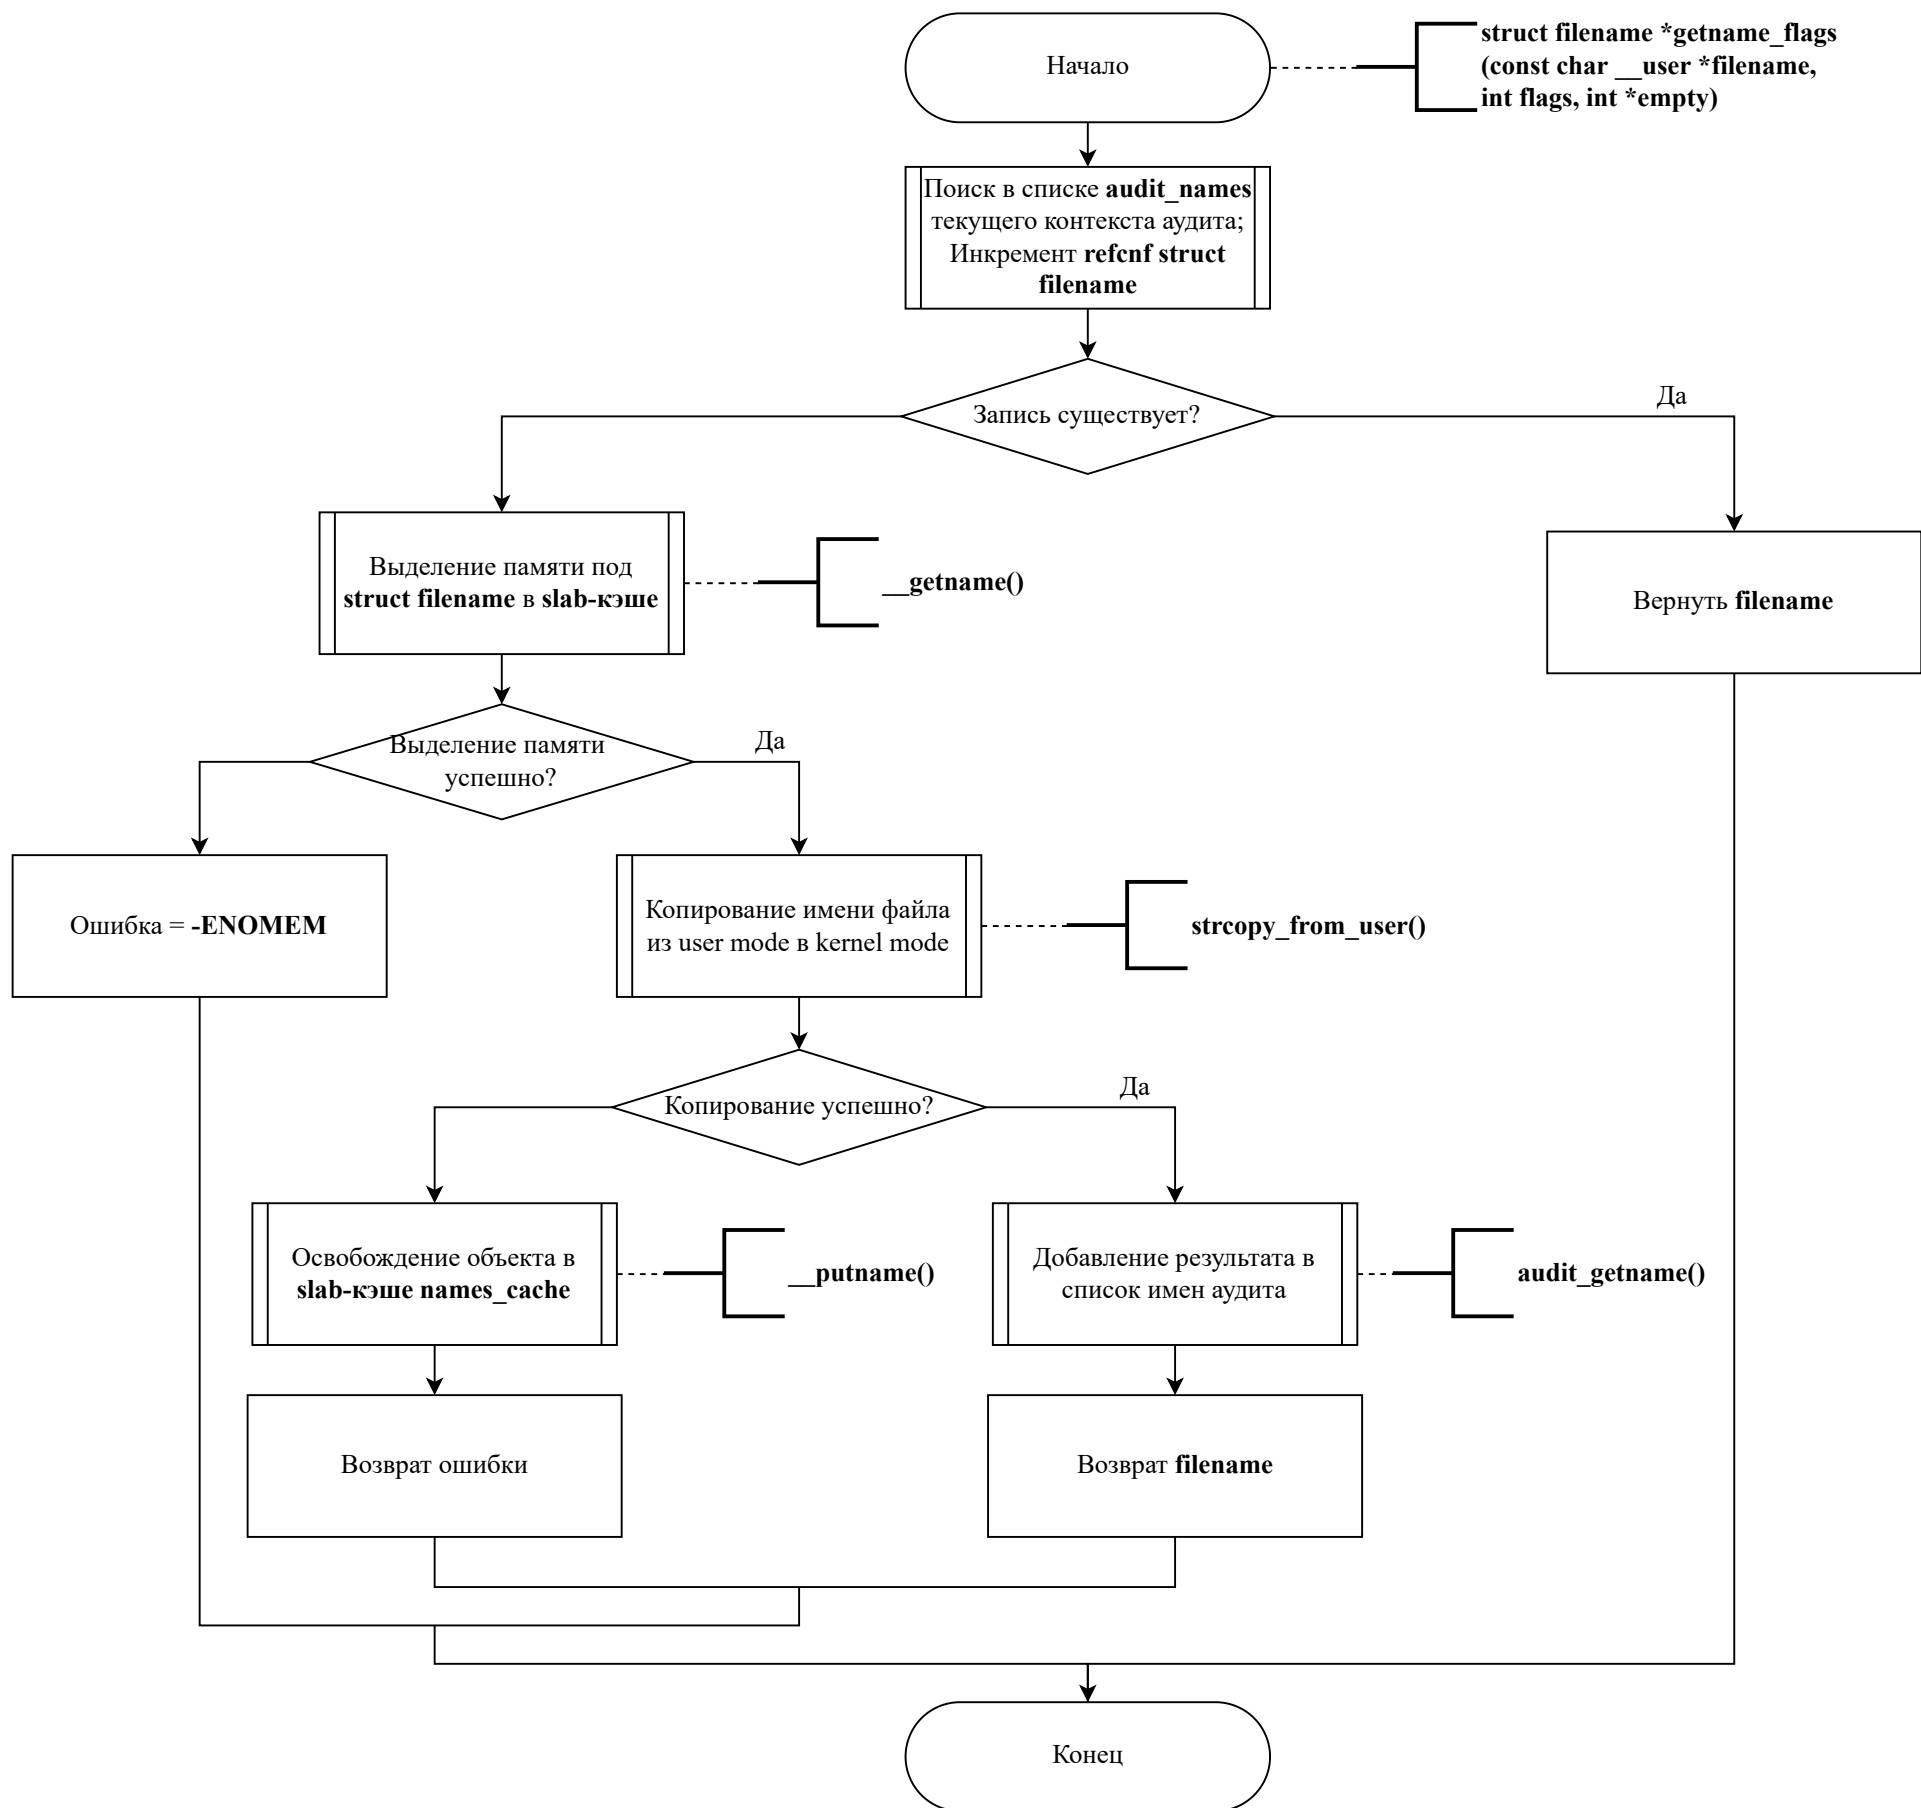 Начало
struct filename *getname_flags
(const char __user *filename,
int flags, int *empty)
Поиск в списке audit_names
текущего контекста аудита;
Инкремент refcnf struct
filename
Запись существует?
Да
Выделение памяти под
struct filename в slab-кэше
__getname()
Вернуть filename
Выделение памяти
успешно?
Да
Ошибка = -ENOMEM
Копирование имени файла
из user mode в kernel mode
strcopy_from_user()
Копирование успешно?
Да
Освобождение объекта в
slab-кэше names_cache
__putname()
Добавление результата в
список имен аудита
audit_getname()
Возврат ошибки
Возврат filename
Конец